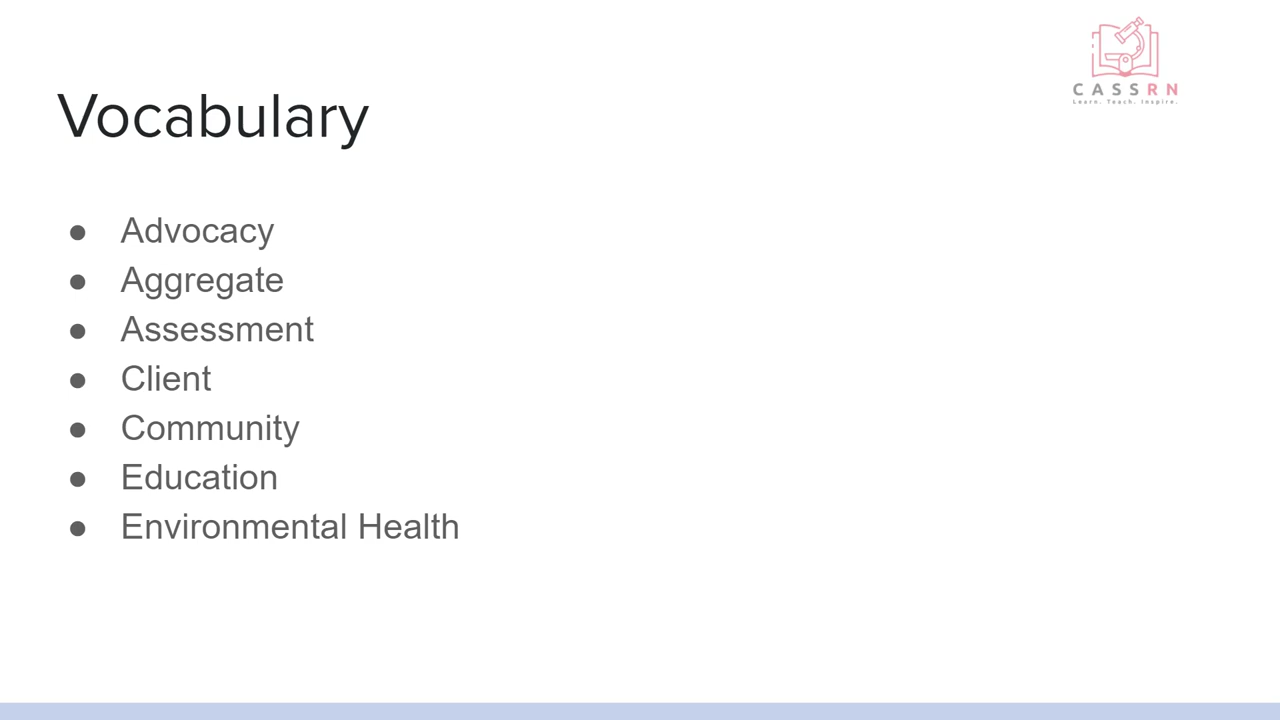 CASSRN
Learn. Teach. Inspire.
Vocabulary
● Advocacy
● Aggregate
● Assessment
● Client
● Community
● Education
● Environmental Health